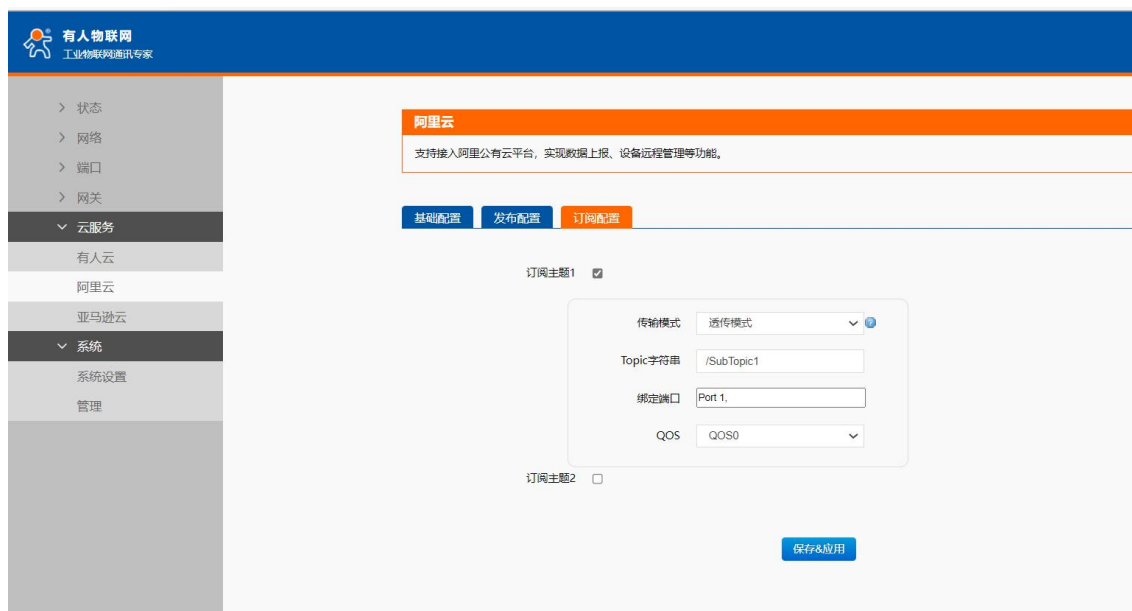 有人物联网
工业物联网通讯专家
状态
网络
端口
网关
云服务
有人云
阿里云
亚马逊云
系统
系统设置
管理
阿里云
支持接入阿里公有云平台，实现数据上报、设备远程管理等功能。
基础配置 发布配置 订阅配置
订阅主题1
传输模式 透传模式
Topic字符串 /SubTopic1
绑定端口 Port 1,
QOS QOS0
订阅主题2
保存&应用